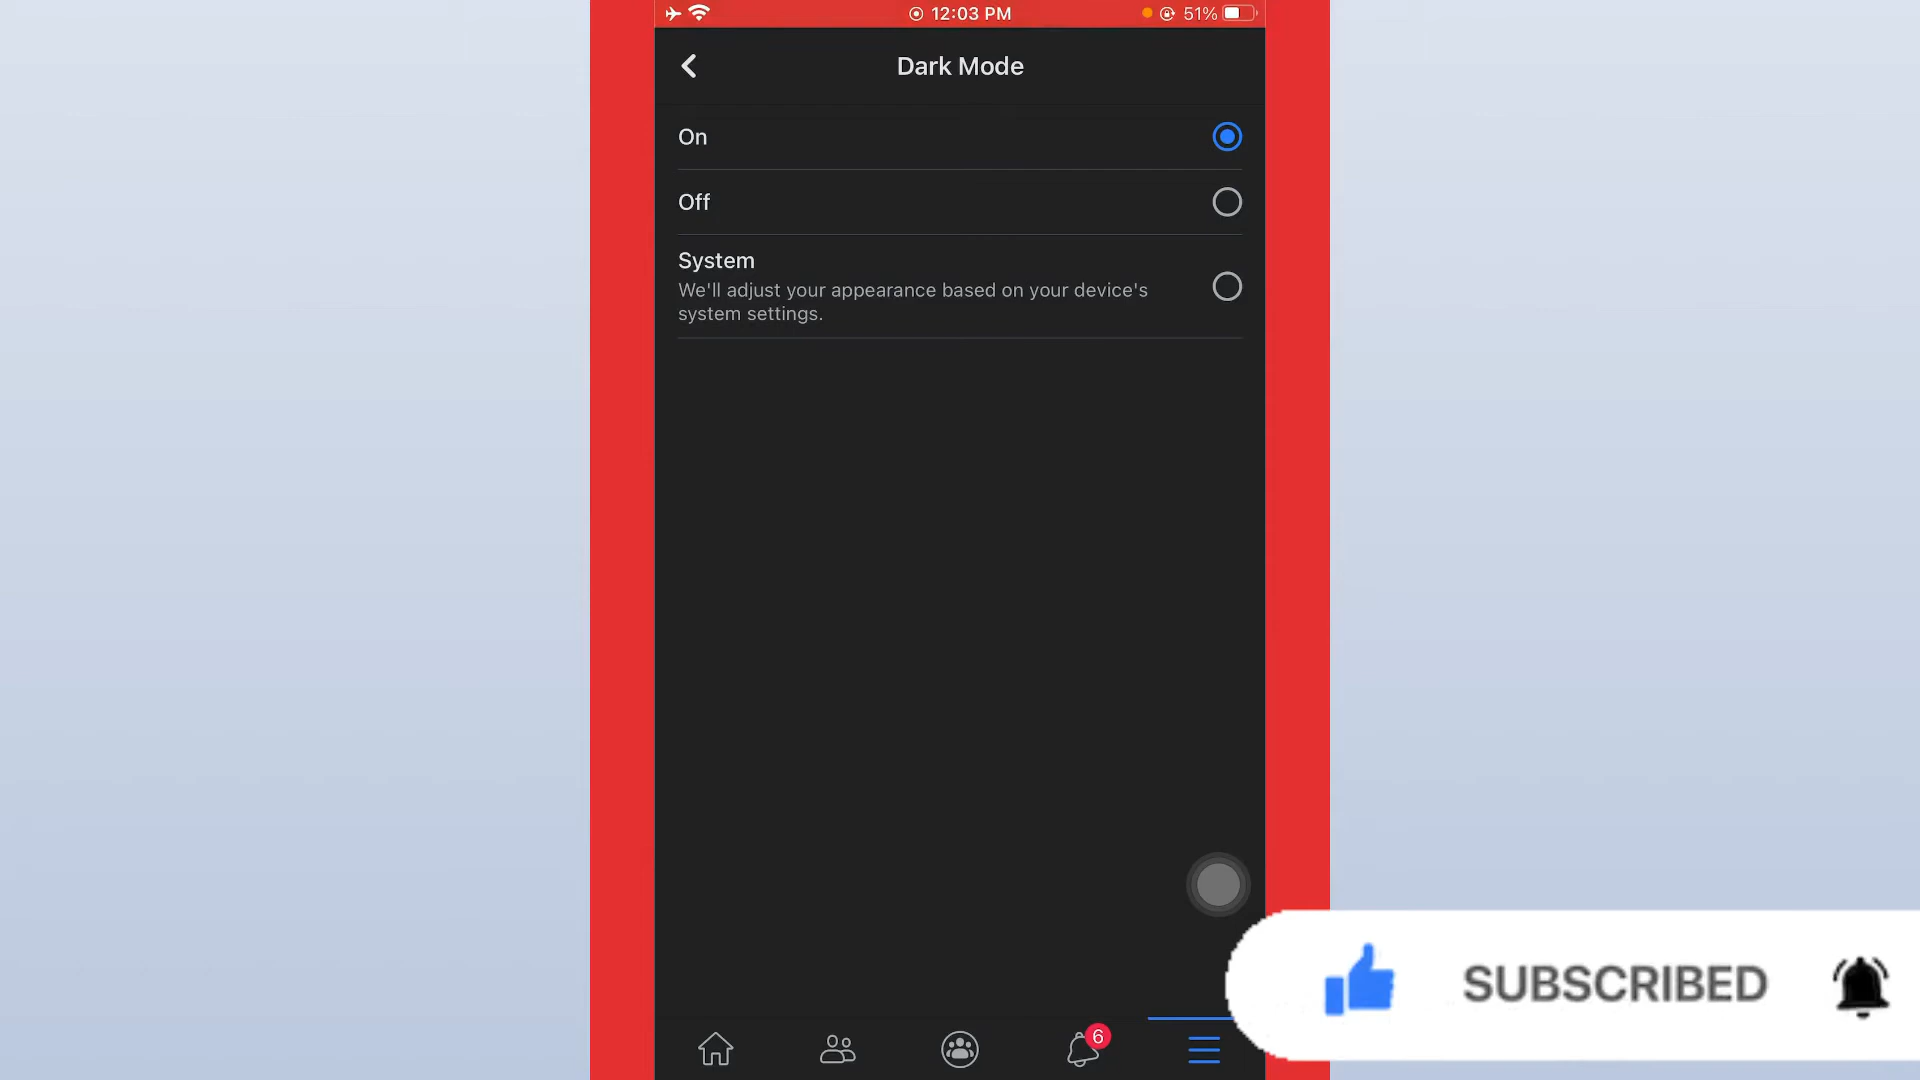 12:03 PM
51%
Dark Mode
On
Off
System
We'll adjust your appearance based on your device's
system settings.
6
SUBSCRIBED